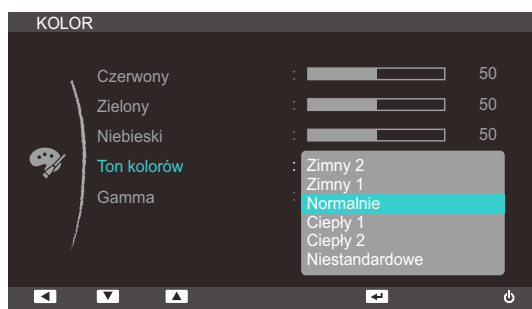 KOLOR
Czerwony : 50
Zielony : 50
Niebieski : 50
Ton kolorów : Zimny 2
Zimny 1
Normalnie
Gamma :
Ciepły 1
Ciepły 2
Niestandardowe